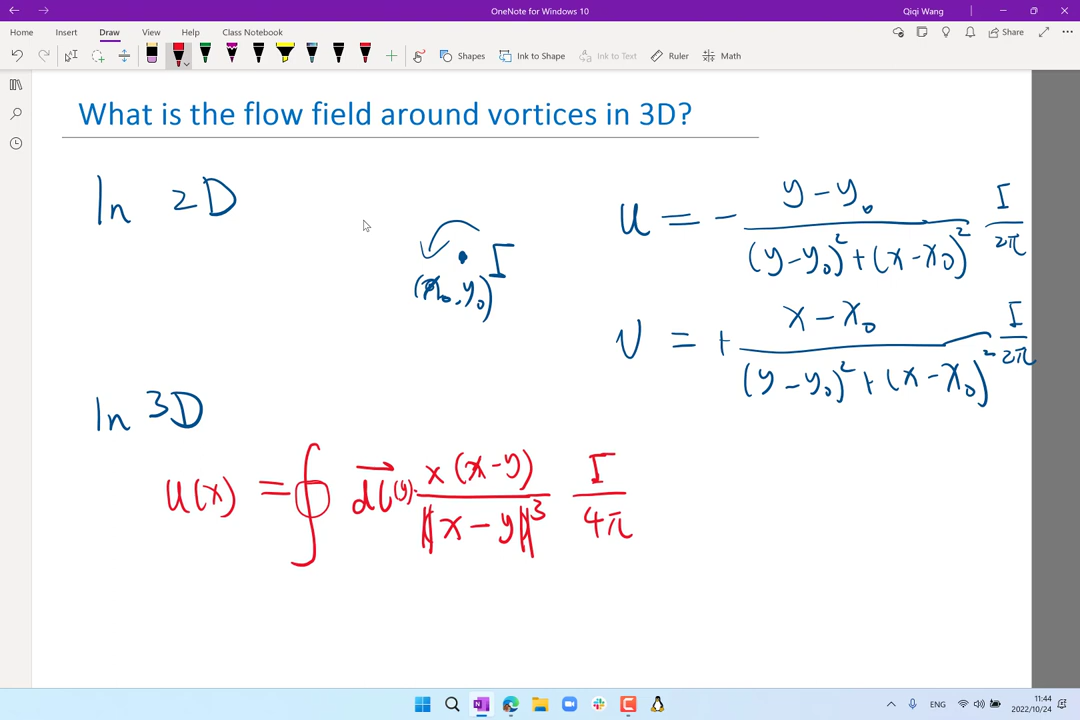 OneNote for Windows 10
Qiqi Wang
Home Insert Draw View Help Class Notebook
Share
Shapes Ink to Shape Ink to Text Ruler Math
What is the flow field around vortices in 3D?
In 2D
(x₀, y₀) I
u = - (y - y₀) / ((y - y₀)² + (x - x₀)²) I/2π
v = + (x - x₀) / ((y - y₀)² + (x - x₀)²) I/2π
In 3D
u(x) = ∮ dl(y) · × (x - y) / ||x - y||³ I/4π
ENG
11:44
2022/10/24